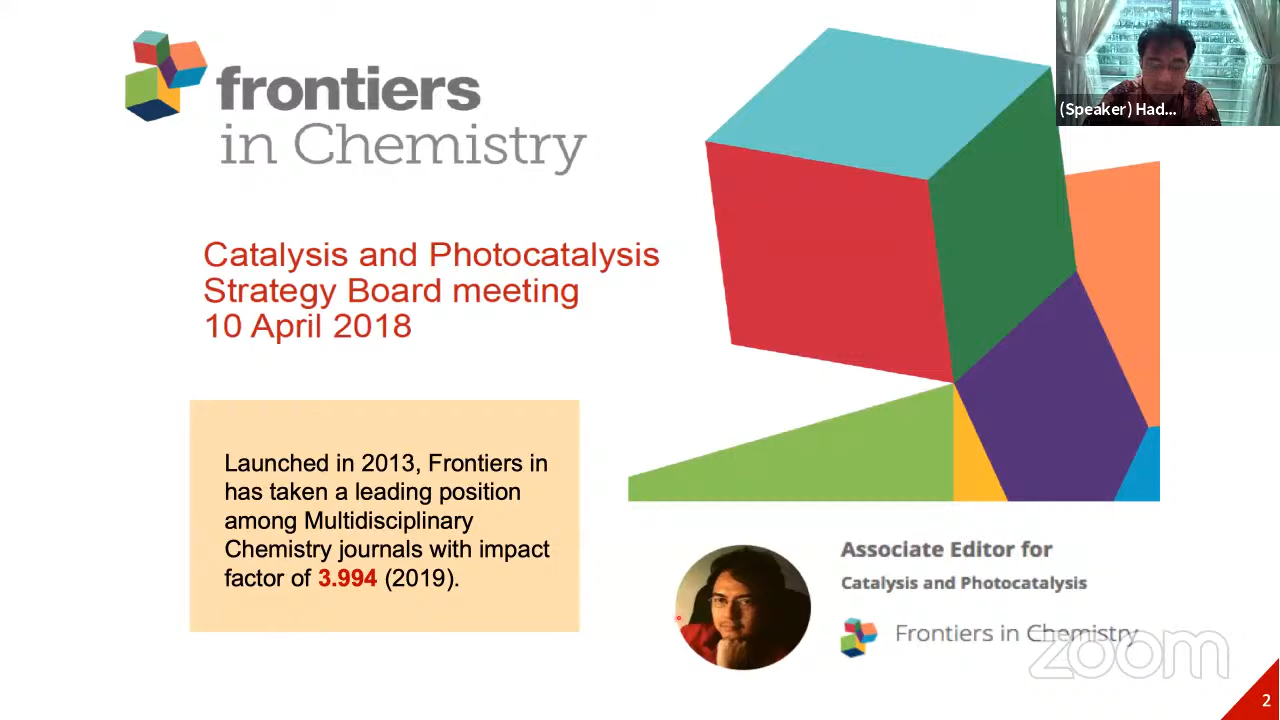 frontiers
in Chemistry
(Speaker) Had...
Catalysis and Photocatalysis
Strategy Board meeting
10 April 2018
Launched in 2013, Frontiers in
has taken a leading position
among Multidisciplinary
Chemistry journals with impact
factor of 3.994 (2019).
Associate Editor for
Catalysis and Photocatalysis
Frontiers in Chemistry
zoom
2